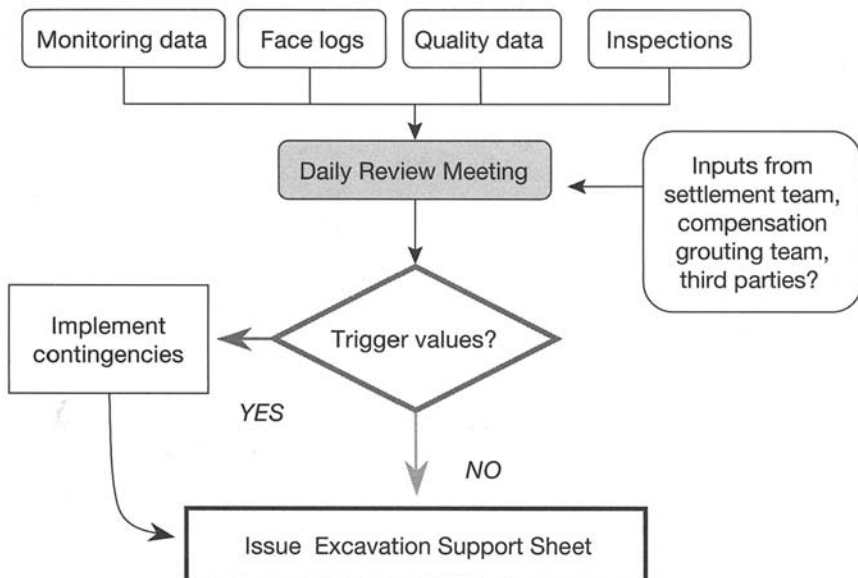 Monitoring data
Face logs
Quality data
Inspections
Daily Review Meeting
Inputs from
settlement team,
compensation
grouting team,
third parties?
Trigger values?
Implement
contingencies
YES
NO
Issue Excavation Support Sheet